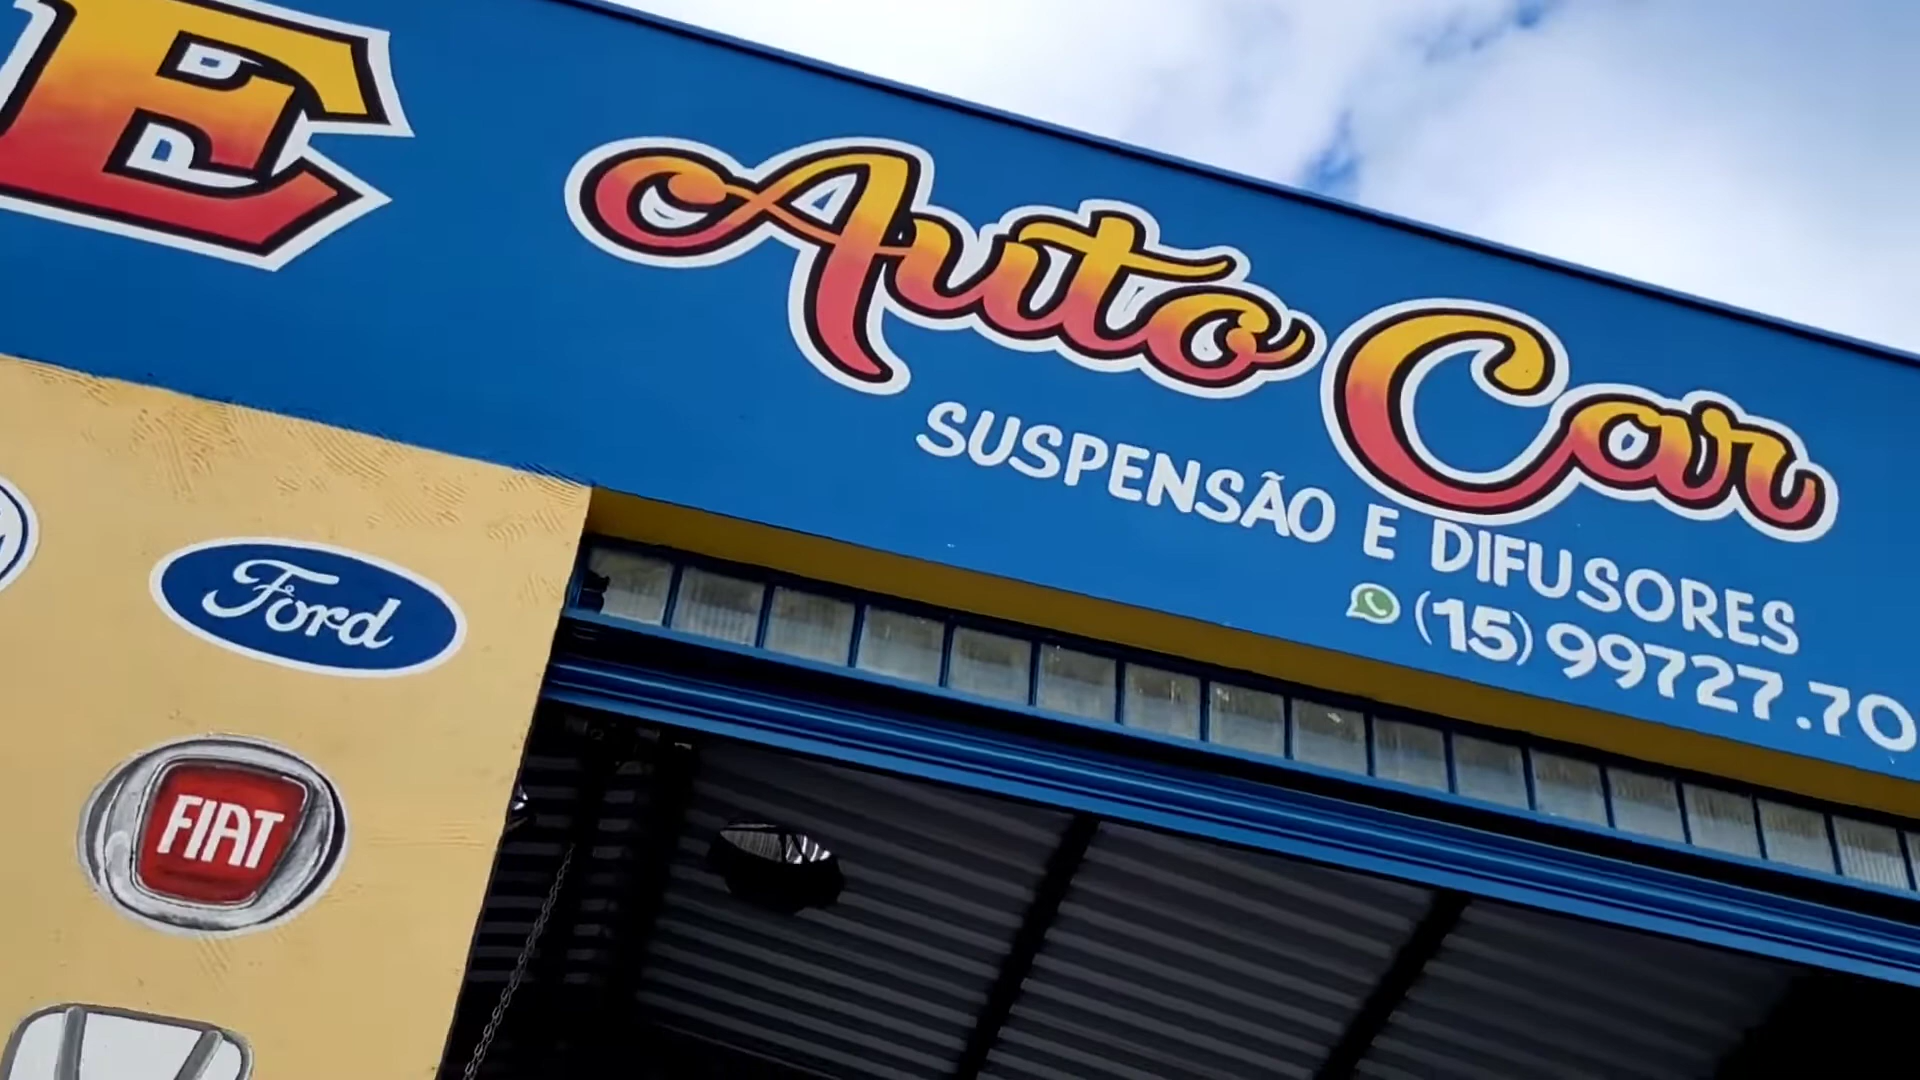 E Auto Car
SUSPENSÃO E DIFUSORES
(15) 99727.70
Ford
FIAT